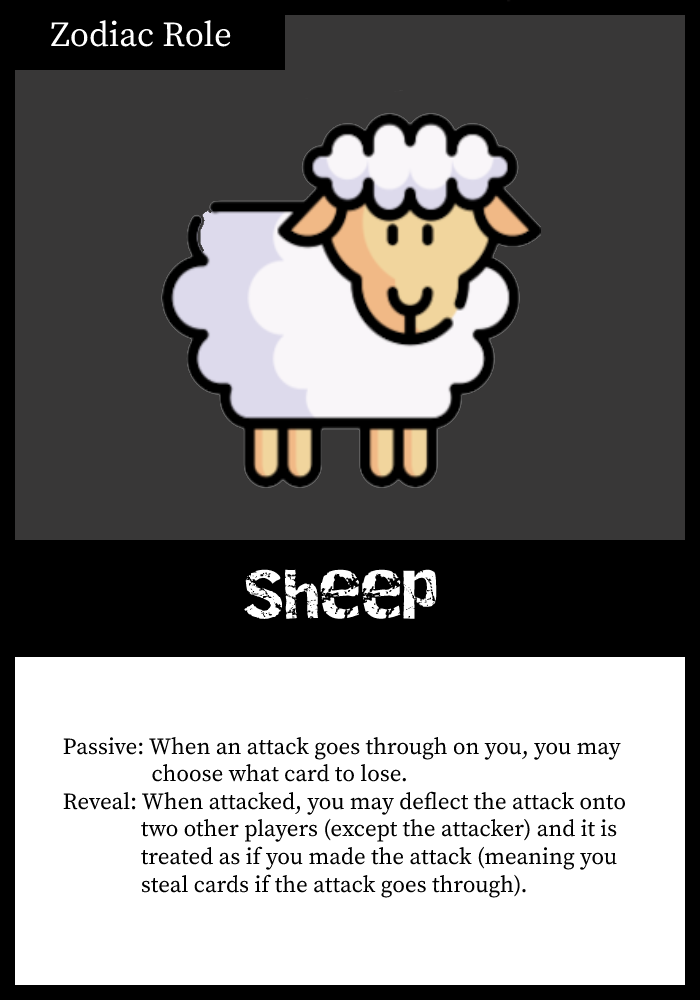 Zodiac Role
Sheep
Passive: When an attack goes through on you, you may
choose what card to lose.
Reveal: When attacked, you may deflect the attack onto
two other players (except the attacker) and it is
treated as if you made the attack (meaning you
steal cards if the attack goes through).